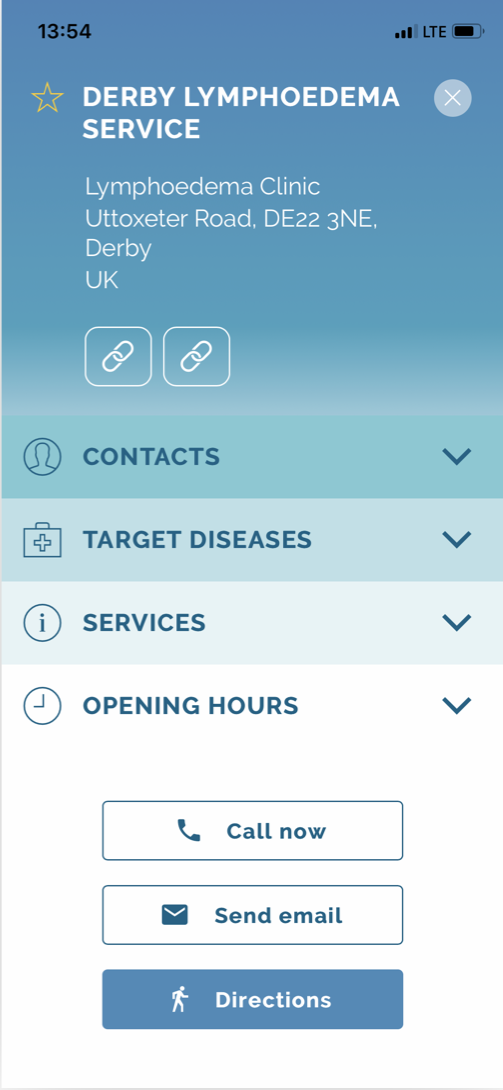 13:54 LTE
DERBY LYMPHOEDEMA
SERVICE
Lymphoedema Clinic
Uttoxeter Road, DE22 3NE,
Derby
UK
CONTACTS
TARGET DISEASES
i SERVICES
OPENING HOURS
Call now
Send email
Directions